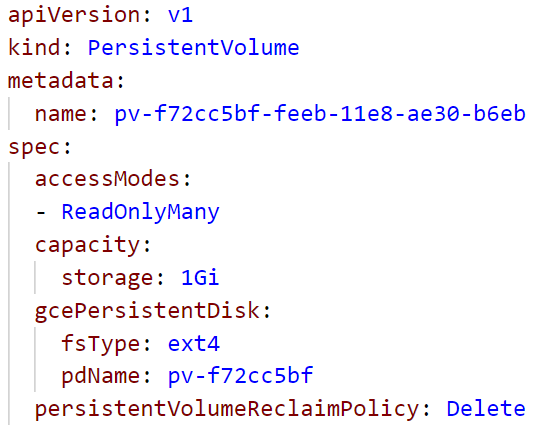 apiVersion: v1
kind: PersistentVolume
metadata:
  name: pv-f72cc5bf-feeb-11e8-ae30-b6eb
spec:
  accessModes:
  - ReadOnlyMany
  capacity:
    storage: 1Gi
  gcePersistentDisk:
    fsType: ext4
    pdName: pv-f72cc5bf
  persistentVolumeReclaimPolicy: Delete